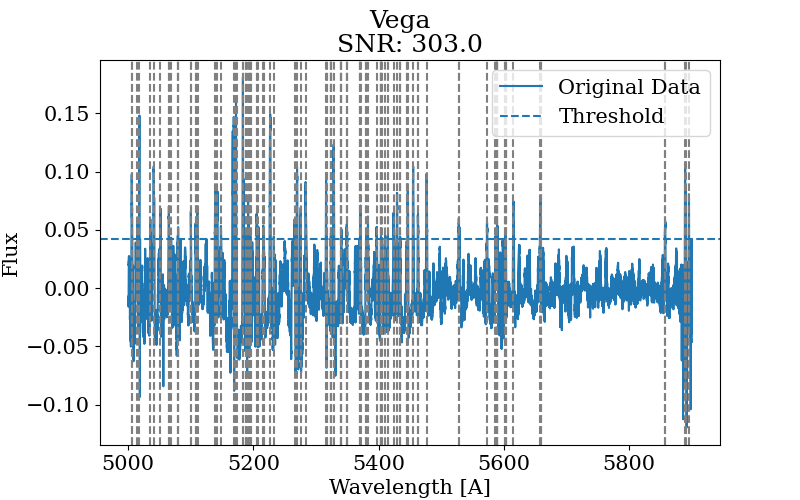 Vega
SNR: 303.0
Original Data
Threshold
0.15
0.10
0.05
0.00
−0.05
−0.10
Flux
5000 5200 5400 5600 5800
Wavelength [A]